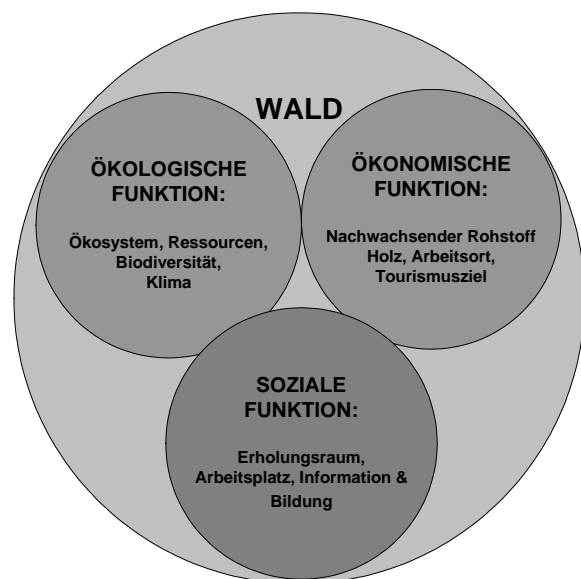 WALD
ÖKOLOGISCHE
FUNKTION:
Ökosystem, Ressourcen,
Biodiversität,
Klima
ÖKONOMISCHE
FUNKTION:
Nachwachsender Rohstoff
Holz, Arbeitsort,
Tourismusziel
SOZIALE
FUNKTION:
Erholungsraum,
Arbeitsplatz, Information &
Bildung